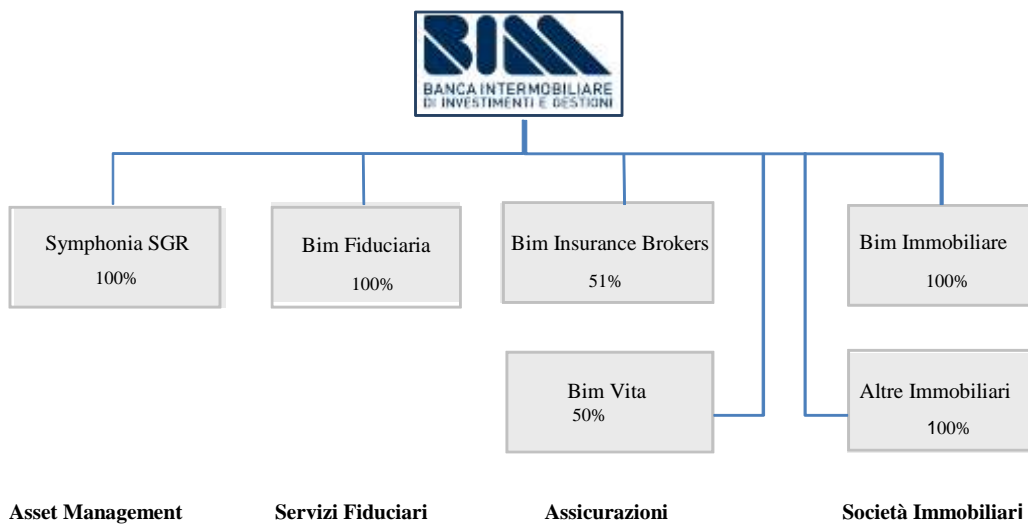 BIM
BANCA INTERMOBILIARE
DI INVESTIMENTI E GESTIONI
Symphonia SGR
100%
Bim Fiduciaria
100%
Bim Insurance Brokers
51%
Bim Immobiliare
100%
Bim Vita
50%
Altre Immobiliari
100%
Asset Management
Servizi Fiduciari
Assicurazioni
Società Immobiliari